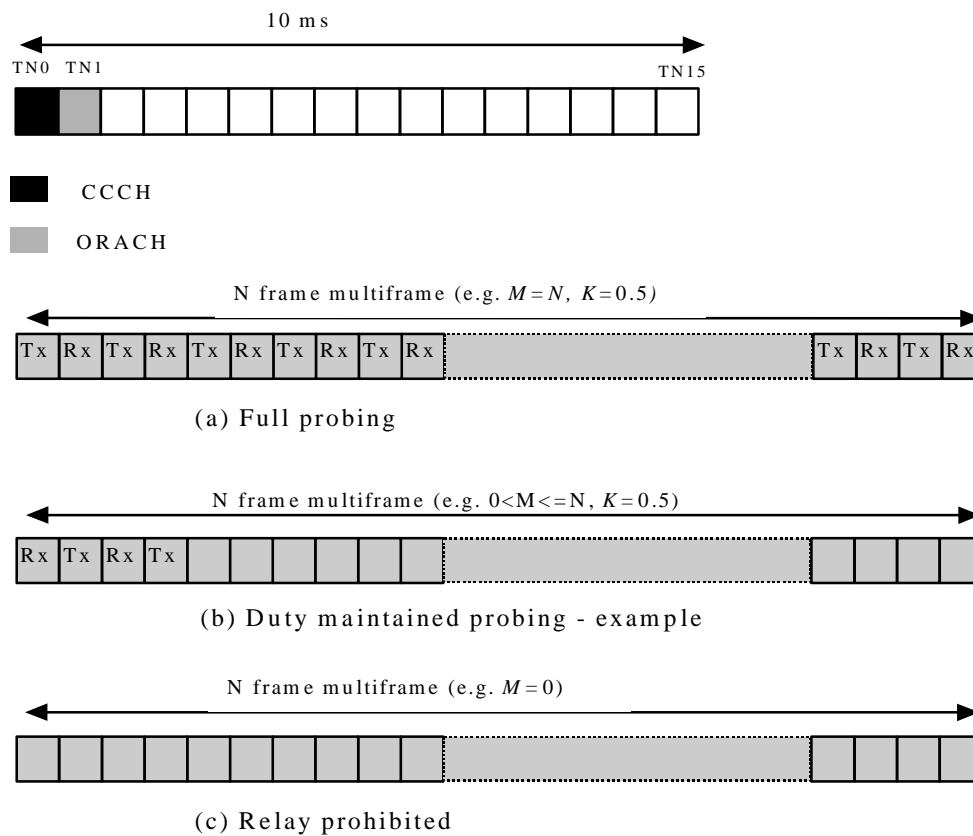 10 ms
TN0 TN1 TN15
CCCH
ORACH
N frame multiframe (e.g. M=N, K=0.5)
Tx Rx Tx Rx Tx Rx Tx Rx Tx Rx Tx Rx Tx Rx
(a) Full probing
N frame multiframe (e.g. 0<M<=N, K=0.5)
Rx Tx Rx Tx
(b) Duty maintained probing - example
N frame multiframe (e.g. M=0)
(c) Relay prohibited